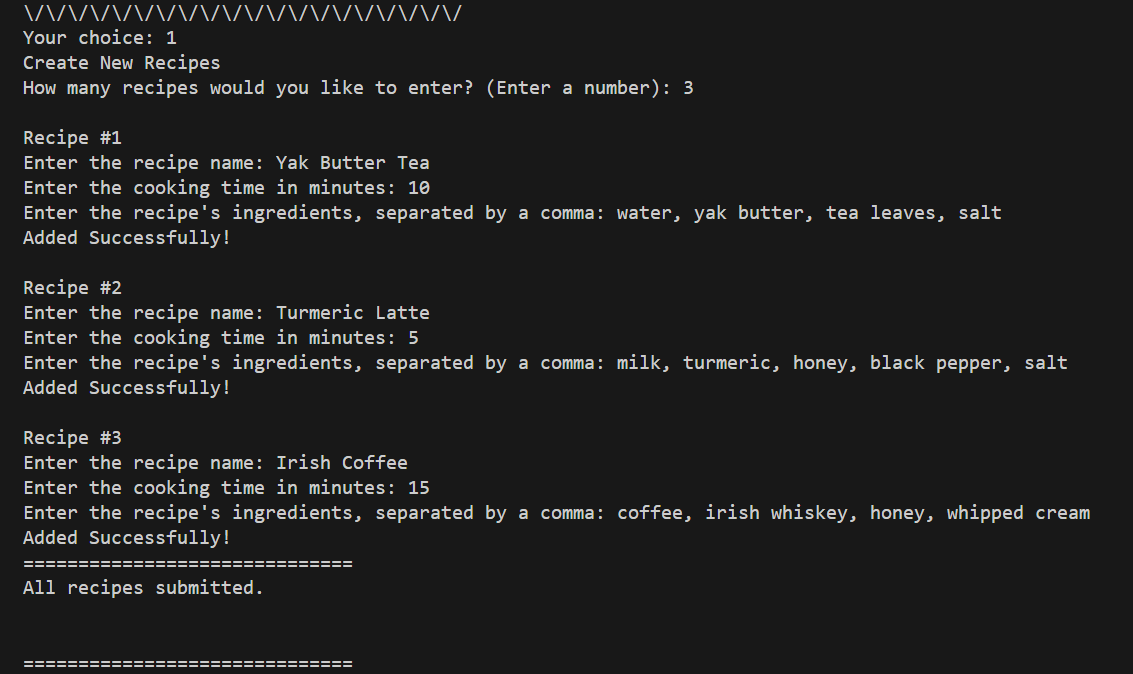 \/\/\/\/\/\/\/\/\/\/\/\/\/\/\/\/\/\/\/\/
Your choice: 1
Create New Recipes
How many recipes would you like to enter? (Enter a number): 3
Recipe #1
Enter the recipe name: Yak Butter Tea
Enter the cooking time in minutes: 10
Enter the recipe's ingredients, separated by a comma: water, yak butter, tea leaves, salt
Added Successfully!
Recipe #2
Enter the recipe name: Turmeric Latte
Enter the cooking time in minutes: 5
Enter the recipe's ingredients, separated by a comma: milk, turmeric, honey, black pepper, salt
Added Successfully!
Recipe #3
Enter the recipe name: Irish Coffee
Enter the cooking time in minutes: 15
Enter the recipe's ingredients, separated by a comma: coffee, irish whiskey, honey, whipped cream
Added Successfully!
==============================
All recipes submitted.
==============================